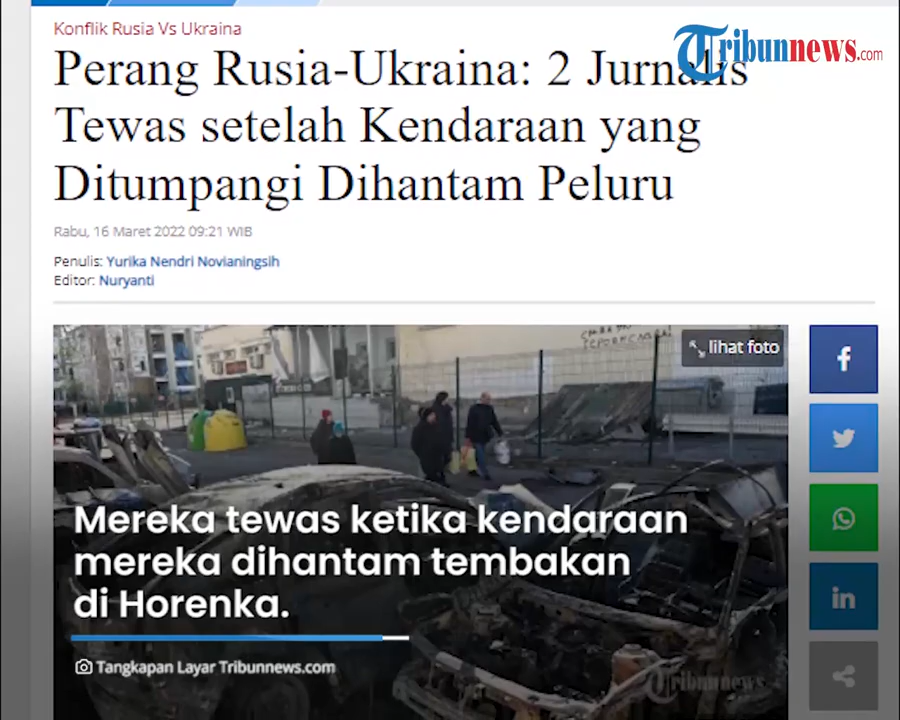 Konflik Rusia Vs Ukraina
Tribunnews.com
Perang Rusia-Ukraina: 2 Jurnalis
Tewas setelah Kendaraan yang
Ditumpangi Dihantam Peluru
Rabu, 16 Maret 2022 09:21 WIB
Penulis: Yurika Nendri Novianingsih
Editor: Nuryanti
lihat foto
Mereka tewas ketika kendaraan
mereka dihantam tembakan
di Horenka.
Tangkapan Layar Tribunnews.com
Tribunnews